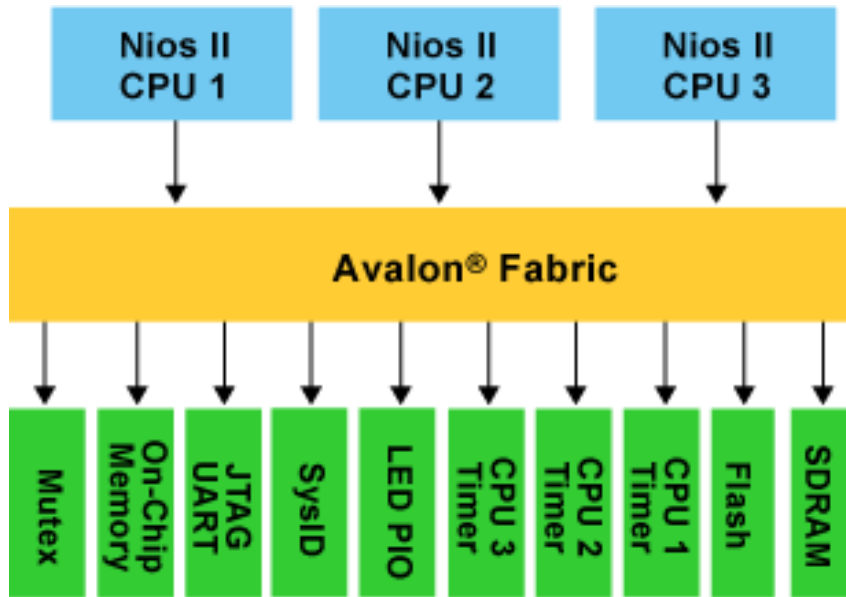 Nios II
CPU 1
Nios II
CPU 2
Nios II
CPU 3
Avalon® Fabric
Mutex
On-Chip
Memory
JTAG
UART
SysID
LED PIO
CPU 3
Timer
CPU 2
Timer
CPU 1
Timer
Flash
SDRAM